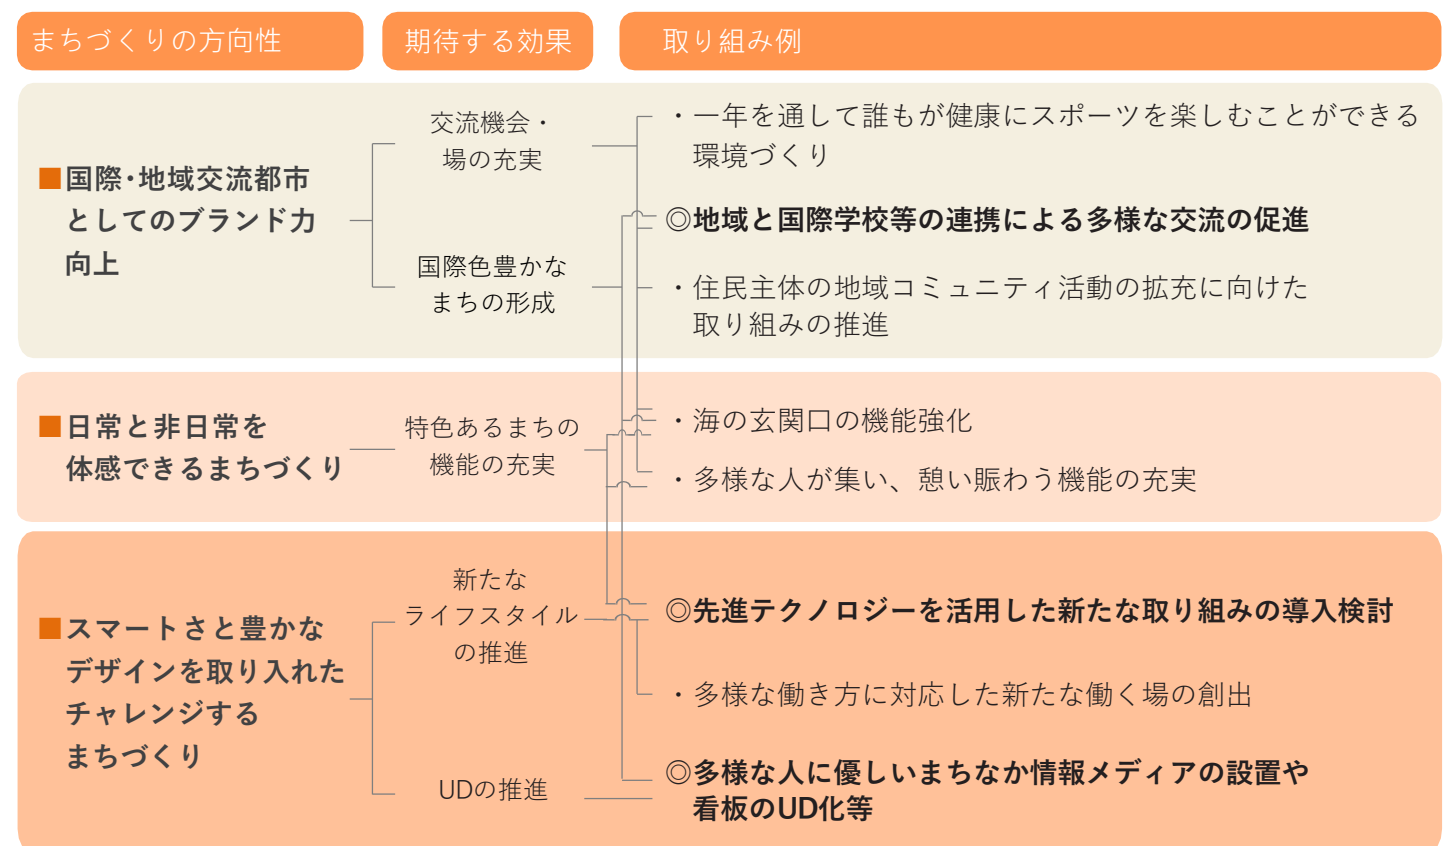 まちづくりの方向性
期待する効果
取り組み例
■国際・地域交流都市
としてのブランド力
向上
交流機会・
場の充実
国際色豊かな
まちの形成
・一年を通して誰もが健康にスポーツを楽しむことができる
環境づくり
◎地域と国際学校等の連携による多様な交流の促進
・住民主体の地域コミュニティ活動の拡充に向けた
取り組みの推進
■日常と非日常を
体感できるまちづくり
特色あるまちの
機能の充実
・海の玄関口の機能強化
・多様な人が集い、憩い賑わう機能の充実
■スマートさと豊かな
デザインを取り入れた
チャレンジする
まちづくり
新たな
ライフスタイル
の推進
UDの推進
◎先進テクノロジーを活用した新たな取り組みの導入検討
・多様な働き方に対応した新たな働く場の創出
◎多様な人に優しいまちなか情報メディアの設置や
看板のUD化等